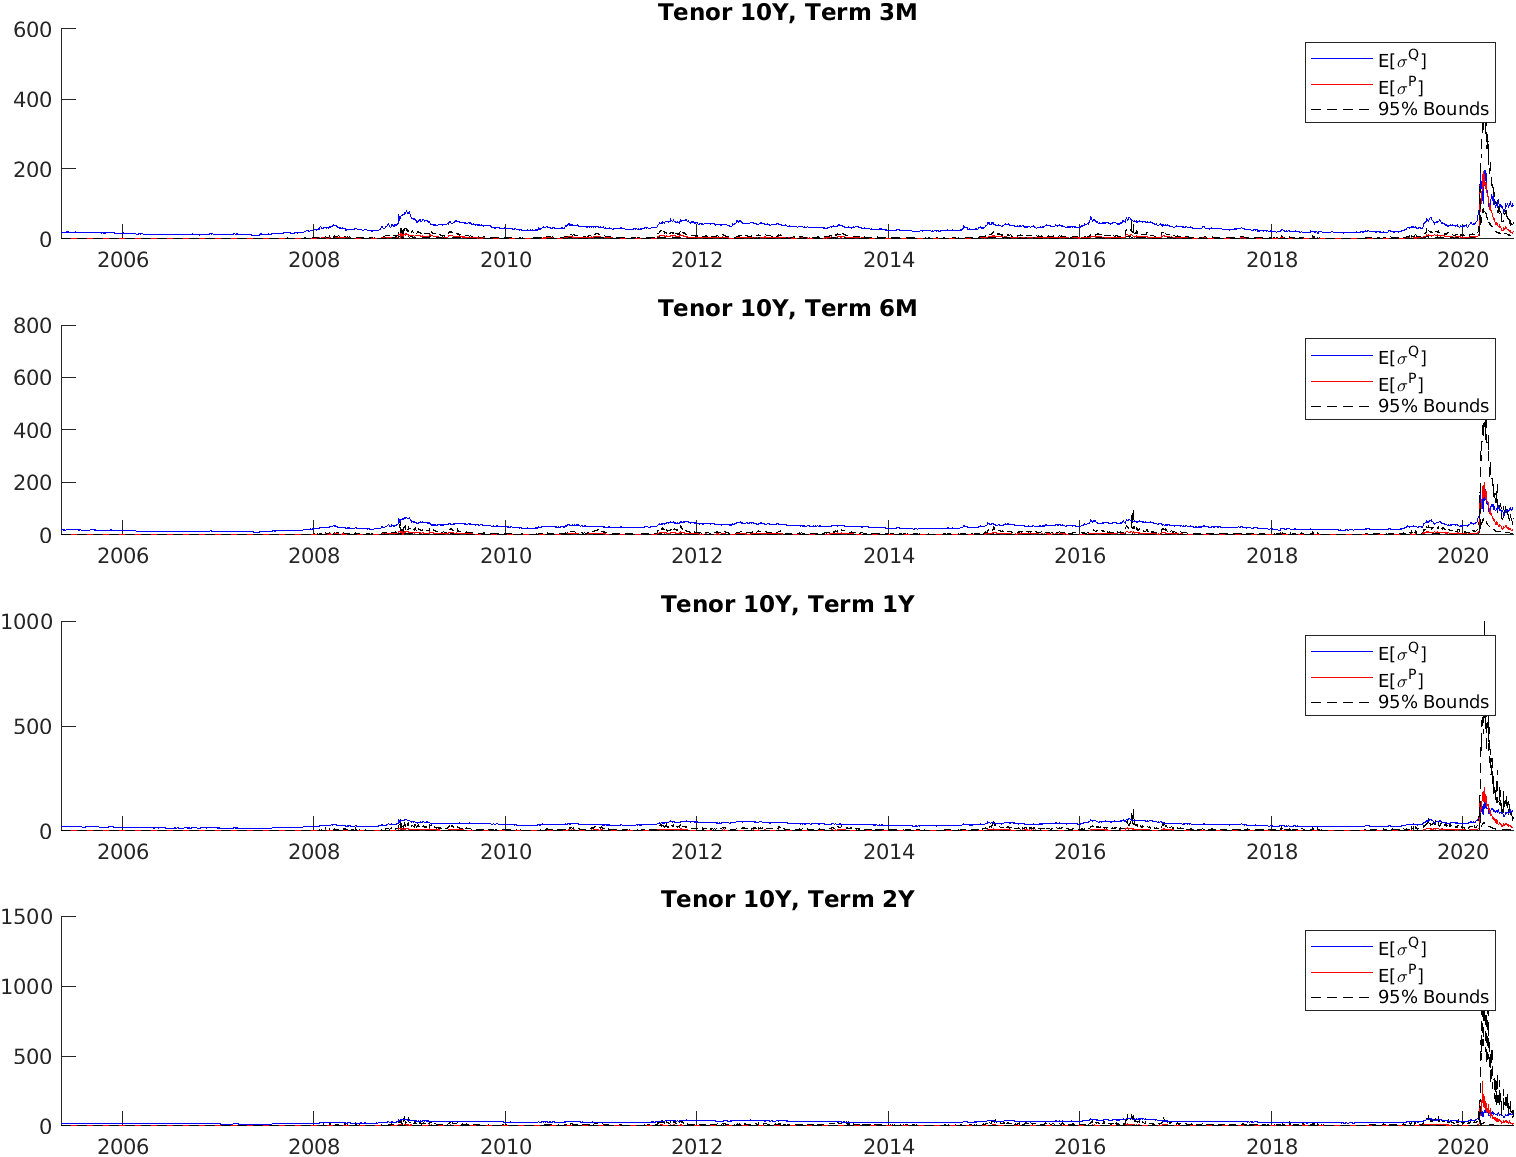 Tenor 10Y, Term 3M
600
400
200
0
2006 2008 2010 2012 2014 2016 2018 2020
E[σ^Q]
E[σ^P]
95% Bounds
Tenor 10Y, Term 6M
800
600
400
200
0
2006 2008 2010 2012 2014 2016 2018 2020
E[σ^Q]
E[σ^P]
95% Bounds
Tenor 10Y, Term 1Y
1000
500
0
2006 2008 2010 2012 2014 2016 2018 2020
E[σ^Q]
E[σ^P]
95% Bounds
Tenor 10Y, Term 2Y
1500
1000
500
0
2006 2008 2010 2012 2014 2016 2018 2020
E[σ^Q]
E[σ^P]
95% Bounds